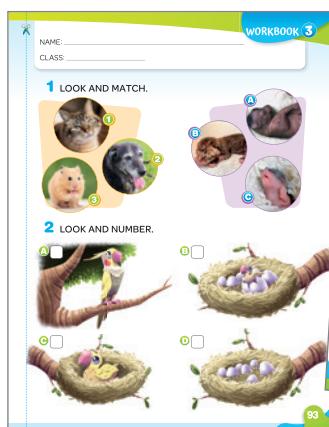 WORKBOOK 3
NAME:
CLASS:
1 LOOK AND MATCH.
1
2
3
A
B
C
2 LOOK AND NUMBER.
A
B
C
D
93